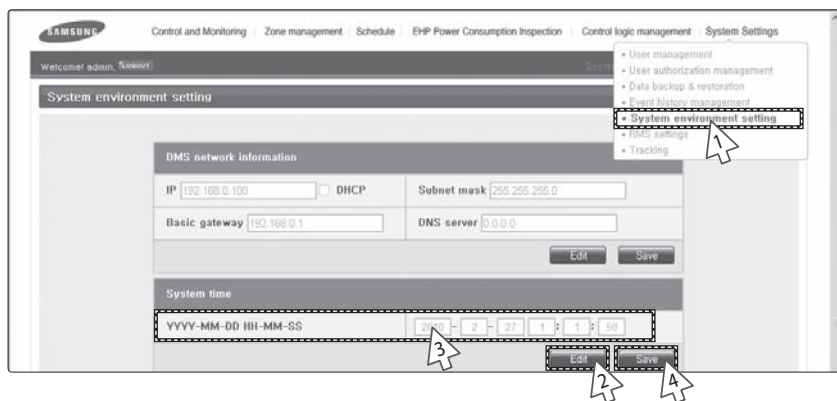 SAMSUNG Control and Monitoring Zone management Schedule EHP Power Consumption Inspection Control logic management System Settings
Welcome! admin, LOGOUT
• User management
• User authorization management
• Data backup & restoration
• Event history management
• System environment setting
• RMS settings
• Tracking
1
System environment setting
DMS network information
IP 192.168.0.100 DHCP Subnet mask 255.255.255.0
Basic gateway 192.168.0.1 DNS server 0.0.0.0
Edit Save
System time
YYYY-MM-DD HH-MM-SS 2010 - 2 - 27 1 : 1 : 50
3
Edit Save
2 4